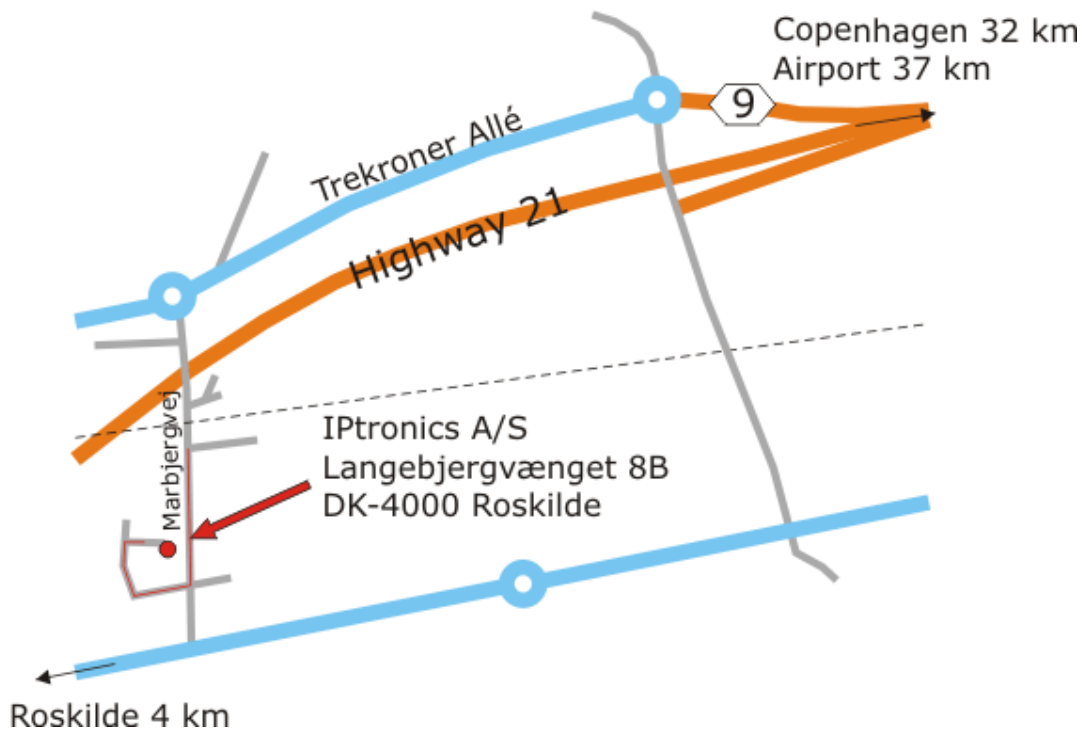 Copenhagen 32 km
Airport 37 km
9
Trekroner Allé
Highway 21
Marbjergvej
IPtronics A/S
Langebjergvænget 8B
DK-4000 Roskilde
Roskilde 4 km